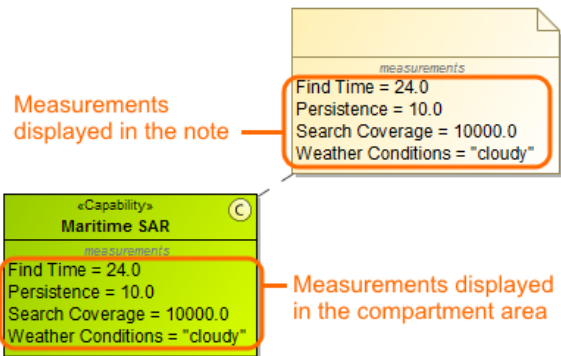 measurements
Find Time = 24.0
Persistence = 10.0
Search Coverage = 10000.0
Weather Conditions = "cloudy"
Measurements
displayed in the note
«Capability»
C
Maritime SAR
measurements
Find Time = 24.0
Persistence = 10.0
Search Coverage = 10000.0
Weather Conditions = "cloudy"
Measurements displayed
in the compartment area